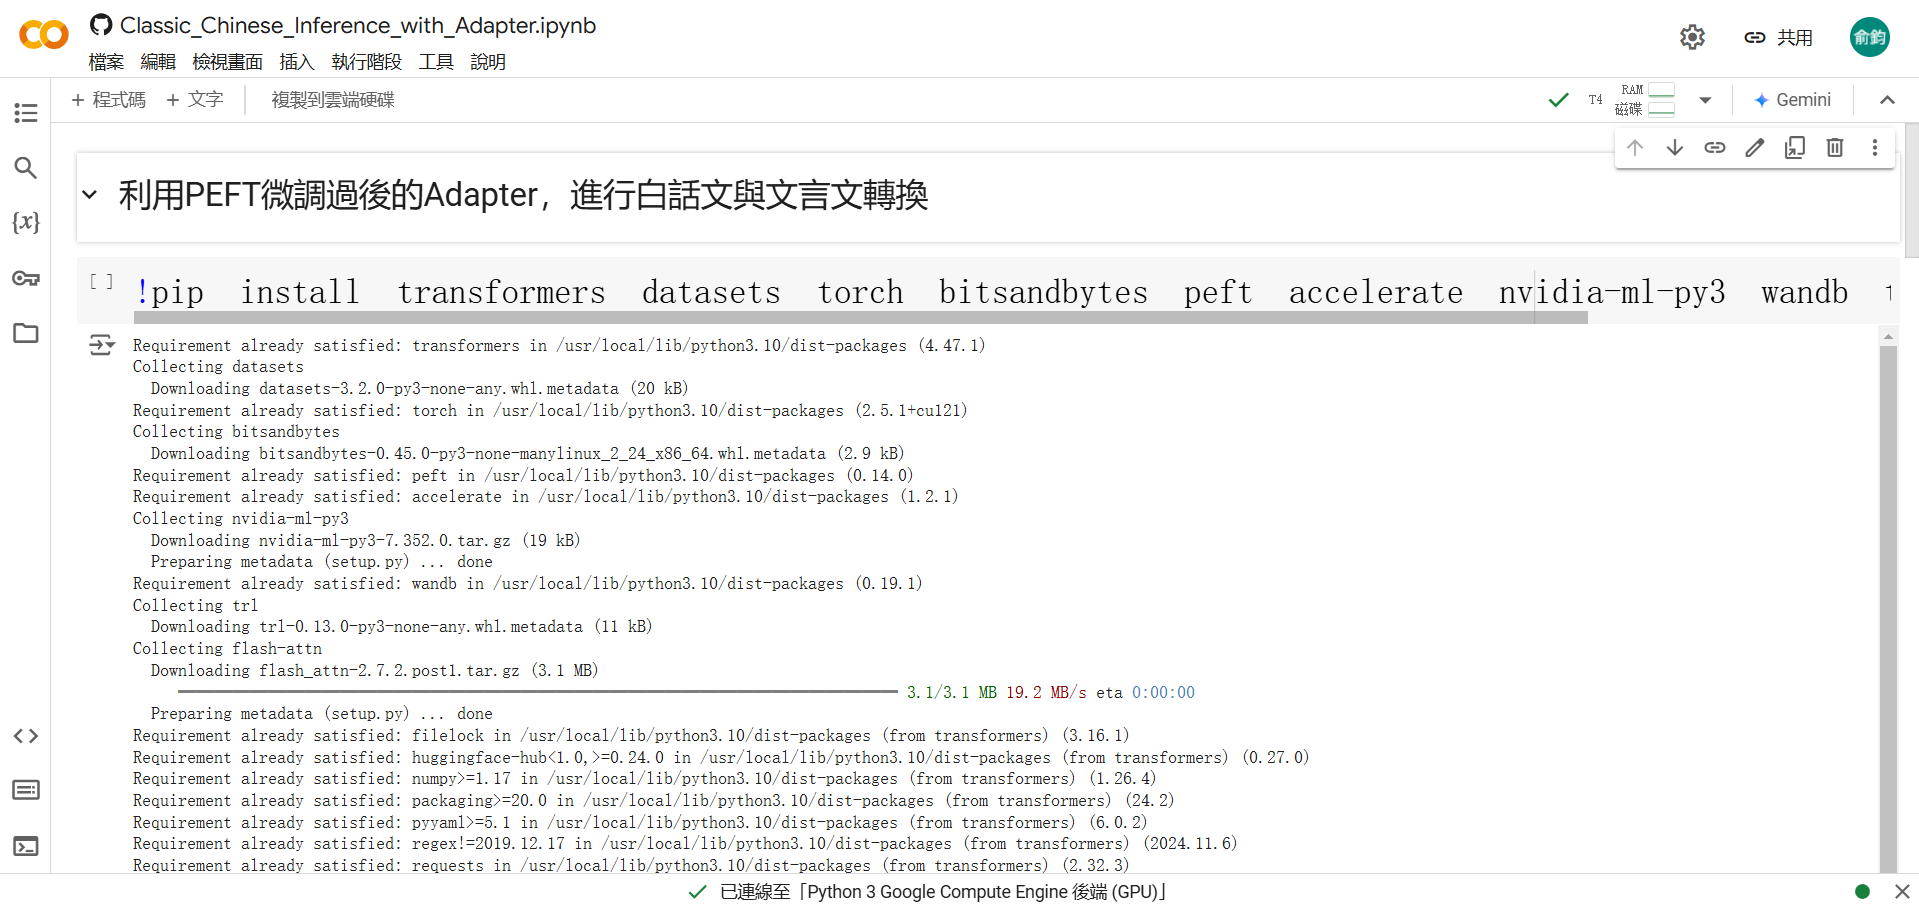 Classic_Chinese_Inference_with_Adapter.ipynb
檔案 編輯 檢視畫面 插入 執行階段 工具 說明
共用
俞鈞
+ 程式碼 + 文字 複製到雲端硬碟
T4 RAM 磁碟 Gemini
利用PEFT微調過後的Adapter，進行白話文與文言文轉換
[ ] !pip install transformers datasets torch bitsandbytes peft accelerate nvidia-ml-py3 wandb
Requirement already satisfied: transformers in /usr/local/lib/python3.10/dist-packages (4.47.1)
Collecting datasets
Downloading datasets-3.2.0-py3-none-any.whl.metadata (20 kB)
Requirement already satisfied: torch in /usr/local/lib/python3.10/dist-packages (2.5.1+cu121)
Collecting bitsandbytes
Downloading bitsandbytes-0.45.0-py3-none-manylinux_2_24_x86_64.whl.metadata (2.9 kB)
Requirement already satisfied: peft in /usr/local/lib/python3.10/dist-packages (0.14.0)
Requirement already satisfied: accelerate in /usr/local/lib/python3.10/dist-packages (1.2.1)
Collecting nvidia-ml-py3
Downloading nvidia-ml-py3-7.352.0.tar.gz (19 kB)
Preparing metadata (setup.py) ... done
Requirement already satisfied: wandb in /usr/local/lib/python3.10/dist-packages (0.19.1)
Collecting trl
Downloading trl-0.13.0-py3-none-any.whl.metadata (11 kB)
Collecting flash-attn
Downloading flash_attn-2.7.2.post1.tar.gz (3.1 MB)
3.1/3.1 MB 19.2 MB/s eta 0:00:00
Preparing metadata (setup.py) ... done
Requirement already satisfied: filelock in /usr/local/lib/python3.10/dist-packages (from transformers) (3.16.1)
Requirement already satisfied: huggingface-hub<1.0,>=0.24.0 in /usr/local/lib/python3.10/dist-packages (from transformers) (0.27.0)
Requirement already satisfied: numpy>=1.17 in /usr/local/lib/python3.10/dist-packages (from transformers) (1.26.4)
Requirement already satisfied: packaging>=20.0 in /usr/local/lib/python3.10/dist-packages (from transformers) (24.2)
Requirement already satisfied: pyyaml>=5.1 in /usr/local/lib/python3.10/dist-packages (from transformers) (6.0.2)
Requirement already satisfied: regex!=2019.12.17 in /usr/local/lib/python3.10/dist-packages (from transformers) (2024.11.6)
Requirement already satisfied: requests in /usr/local/lib/python3.10/dist-packages (from transformers) (2.32.3)
已連線至「Python 3 Google Compute Engine 後端 (GPU)」